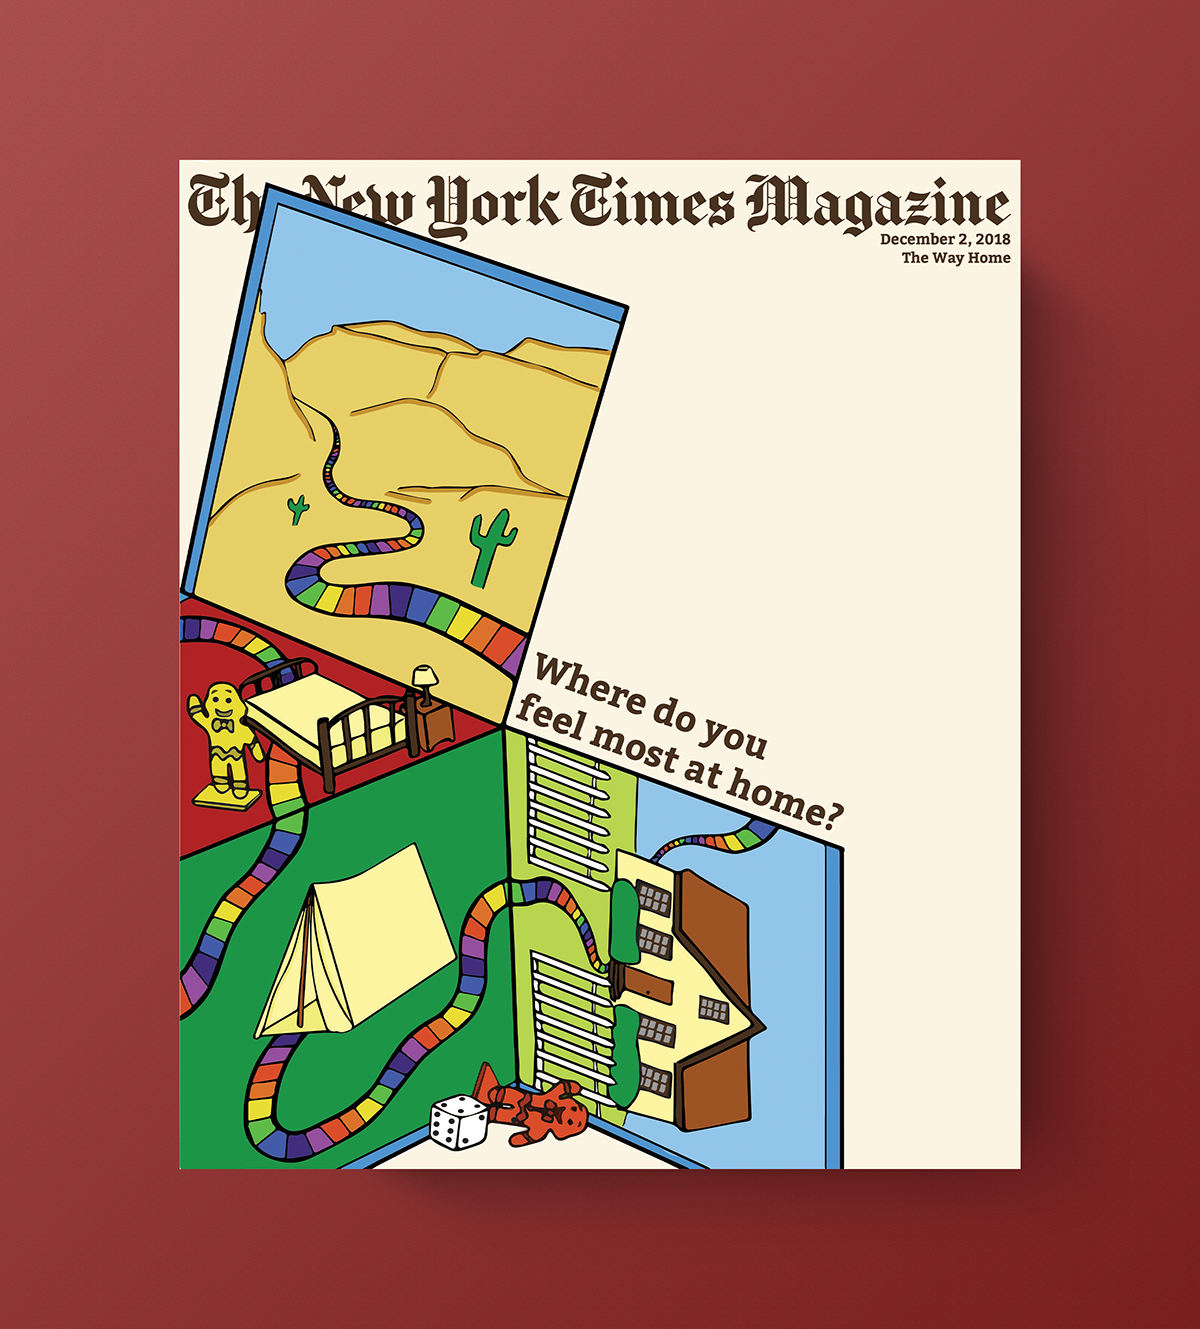 The New York Times Magazine
December 2, 2018
The Way Home
Where do you
feel most at home?